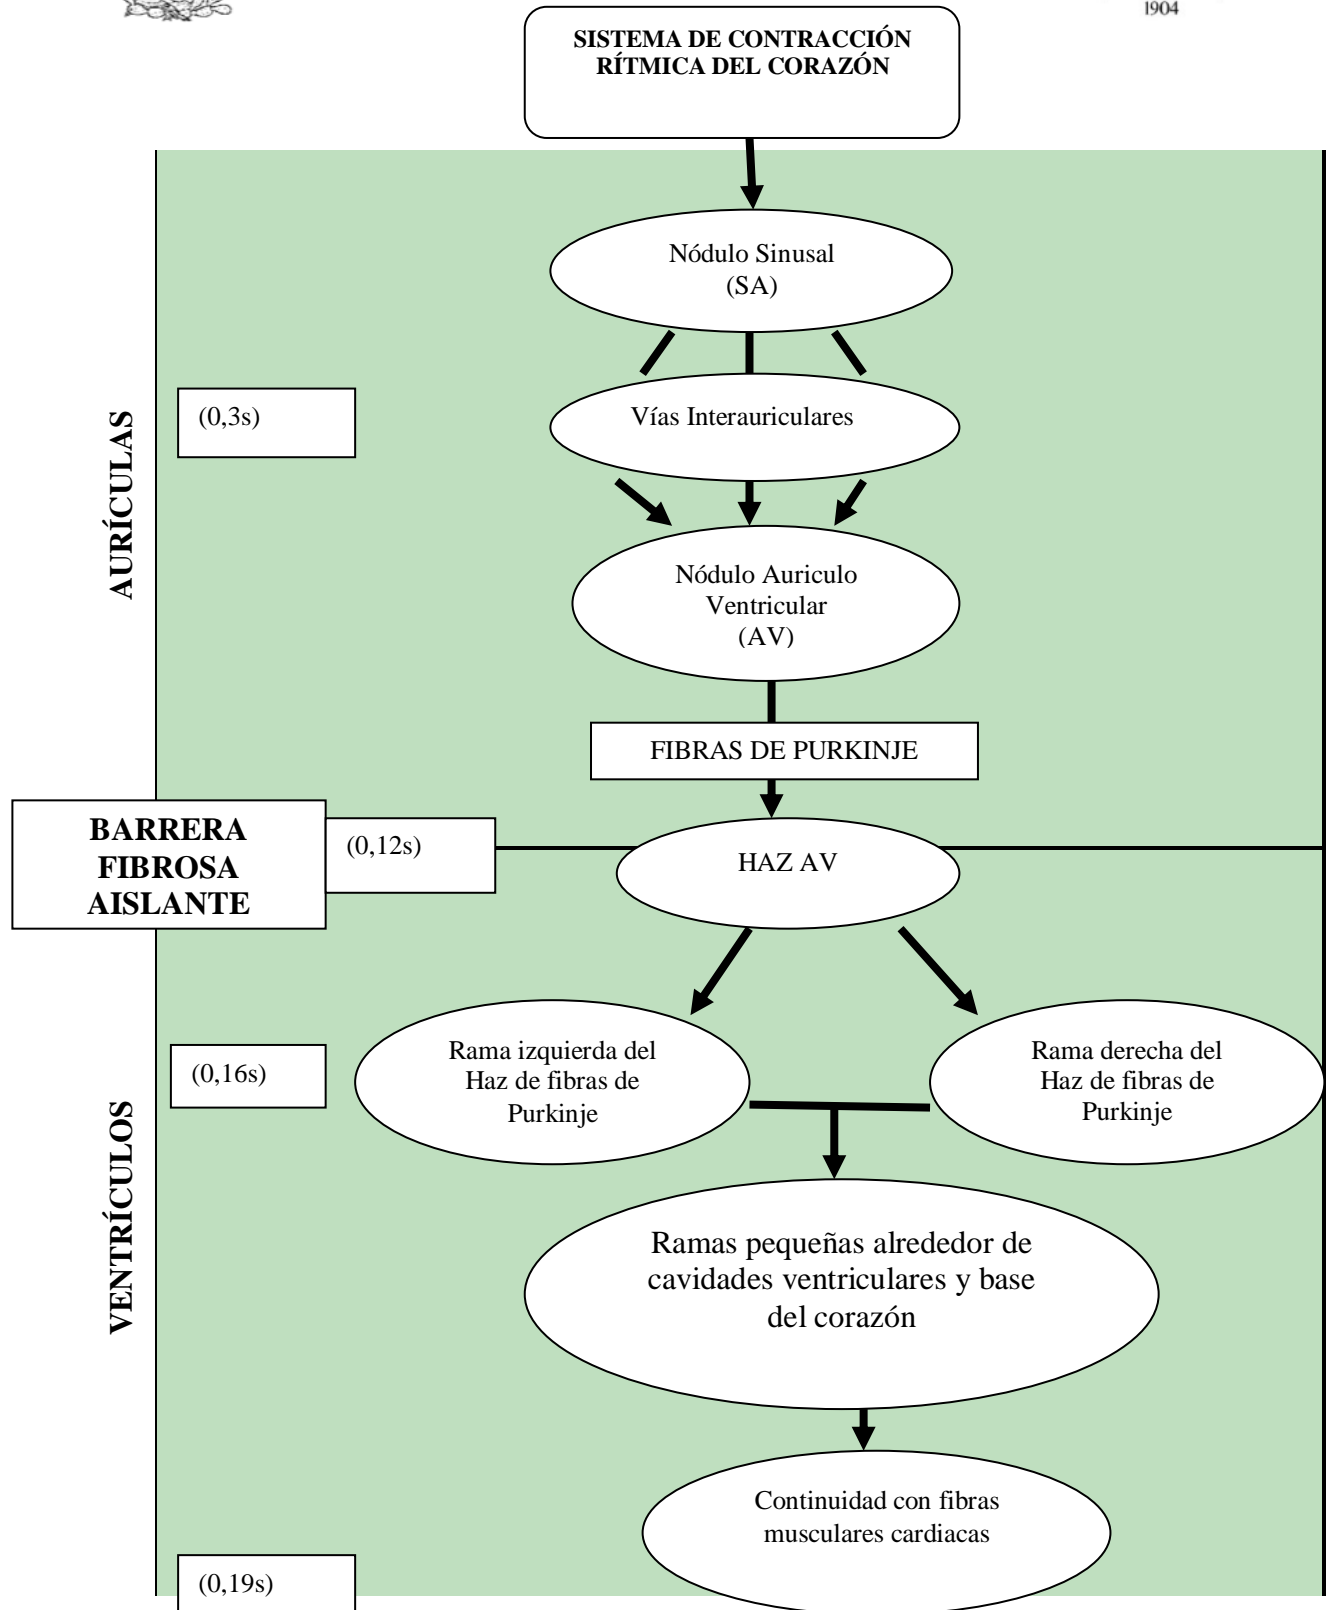 1904
SISTEMA DE CONTRACCIÓN
RÍTMICA DEL CORAZÓN
Nódulo Sinusal
(SA)
AURÍCULAS
(0,3s)
Vías Interauriculares
Nódulo Auriculo
Ventricular
(AV)
FIBRAS DE PURKINJE
BARRERA
FIBROSA
AISLANTE
(0,12s)
HAZ AV
VENTRÍCULOS
(0,16s)
Rama izquierda del
Haz de fibras de
Purkinje
Rama derecha del
Haz de fibras de
Purkinje
Ramas pequeñas alrededor de
cavidades ventriculares y base
del corazón
Continuidad con fibras
musculares cardiacas
(0,19s)